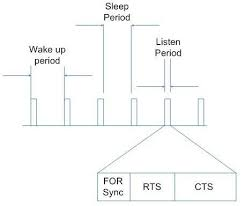 Sleep
Period
Wake up
period
Listen
Period
FOR
Sync
RTS
CTS